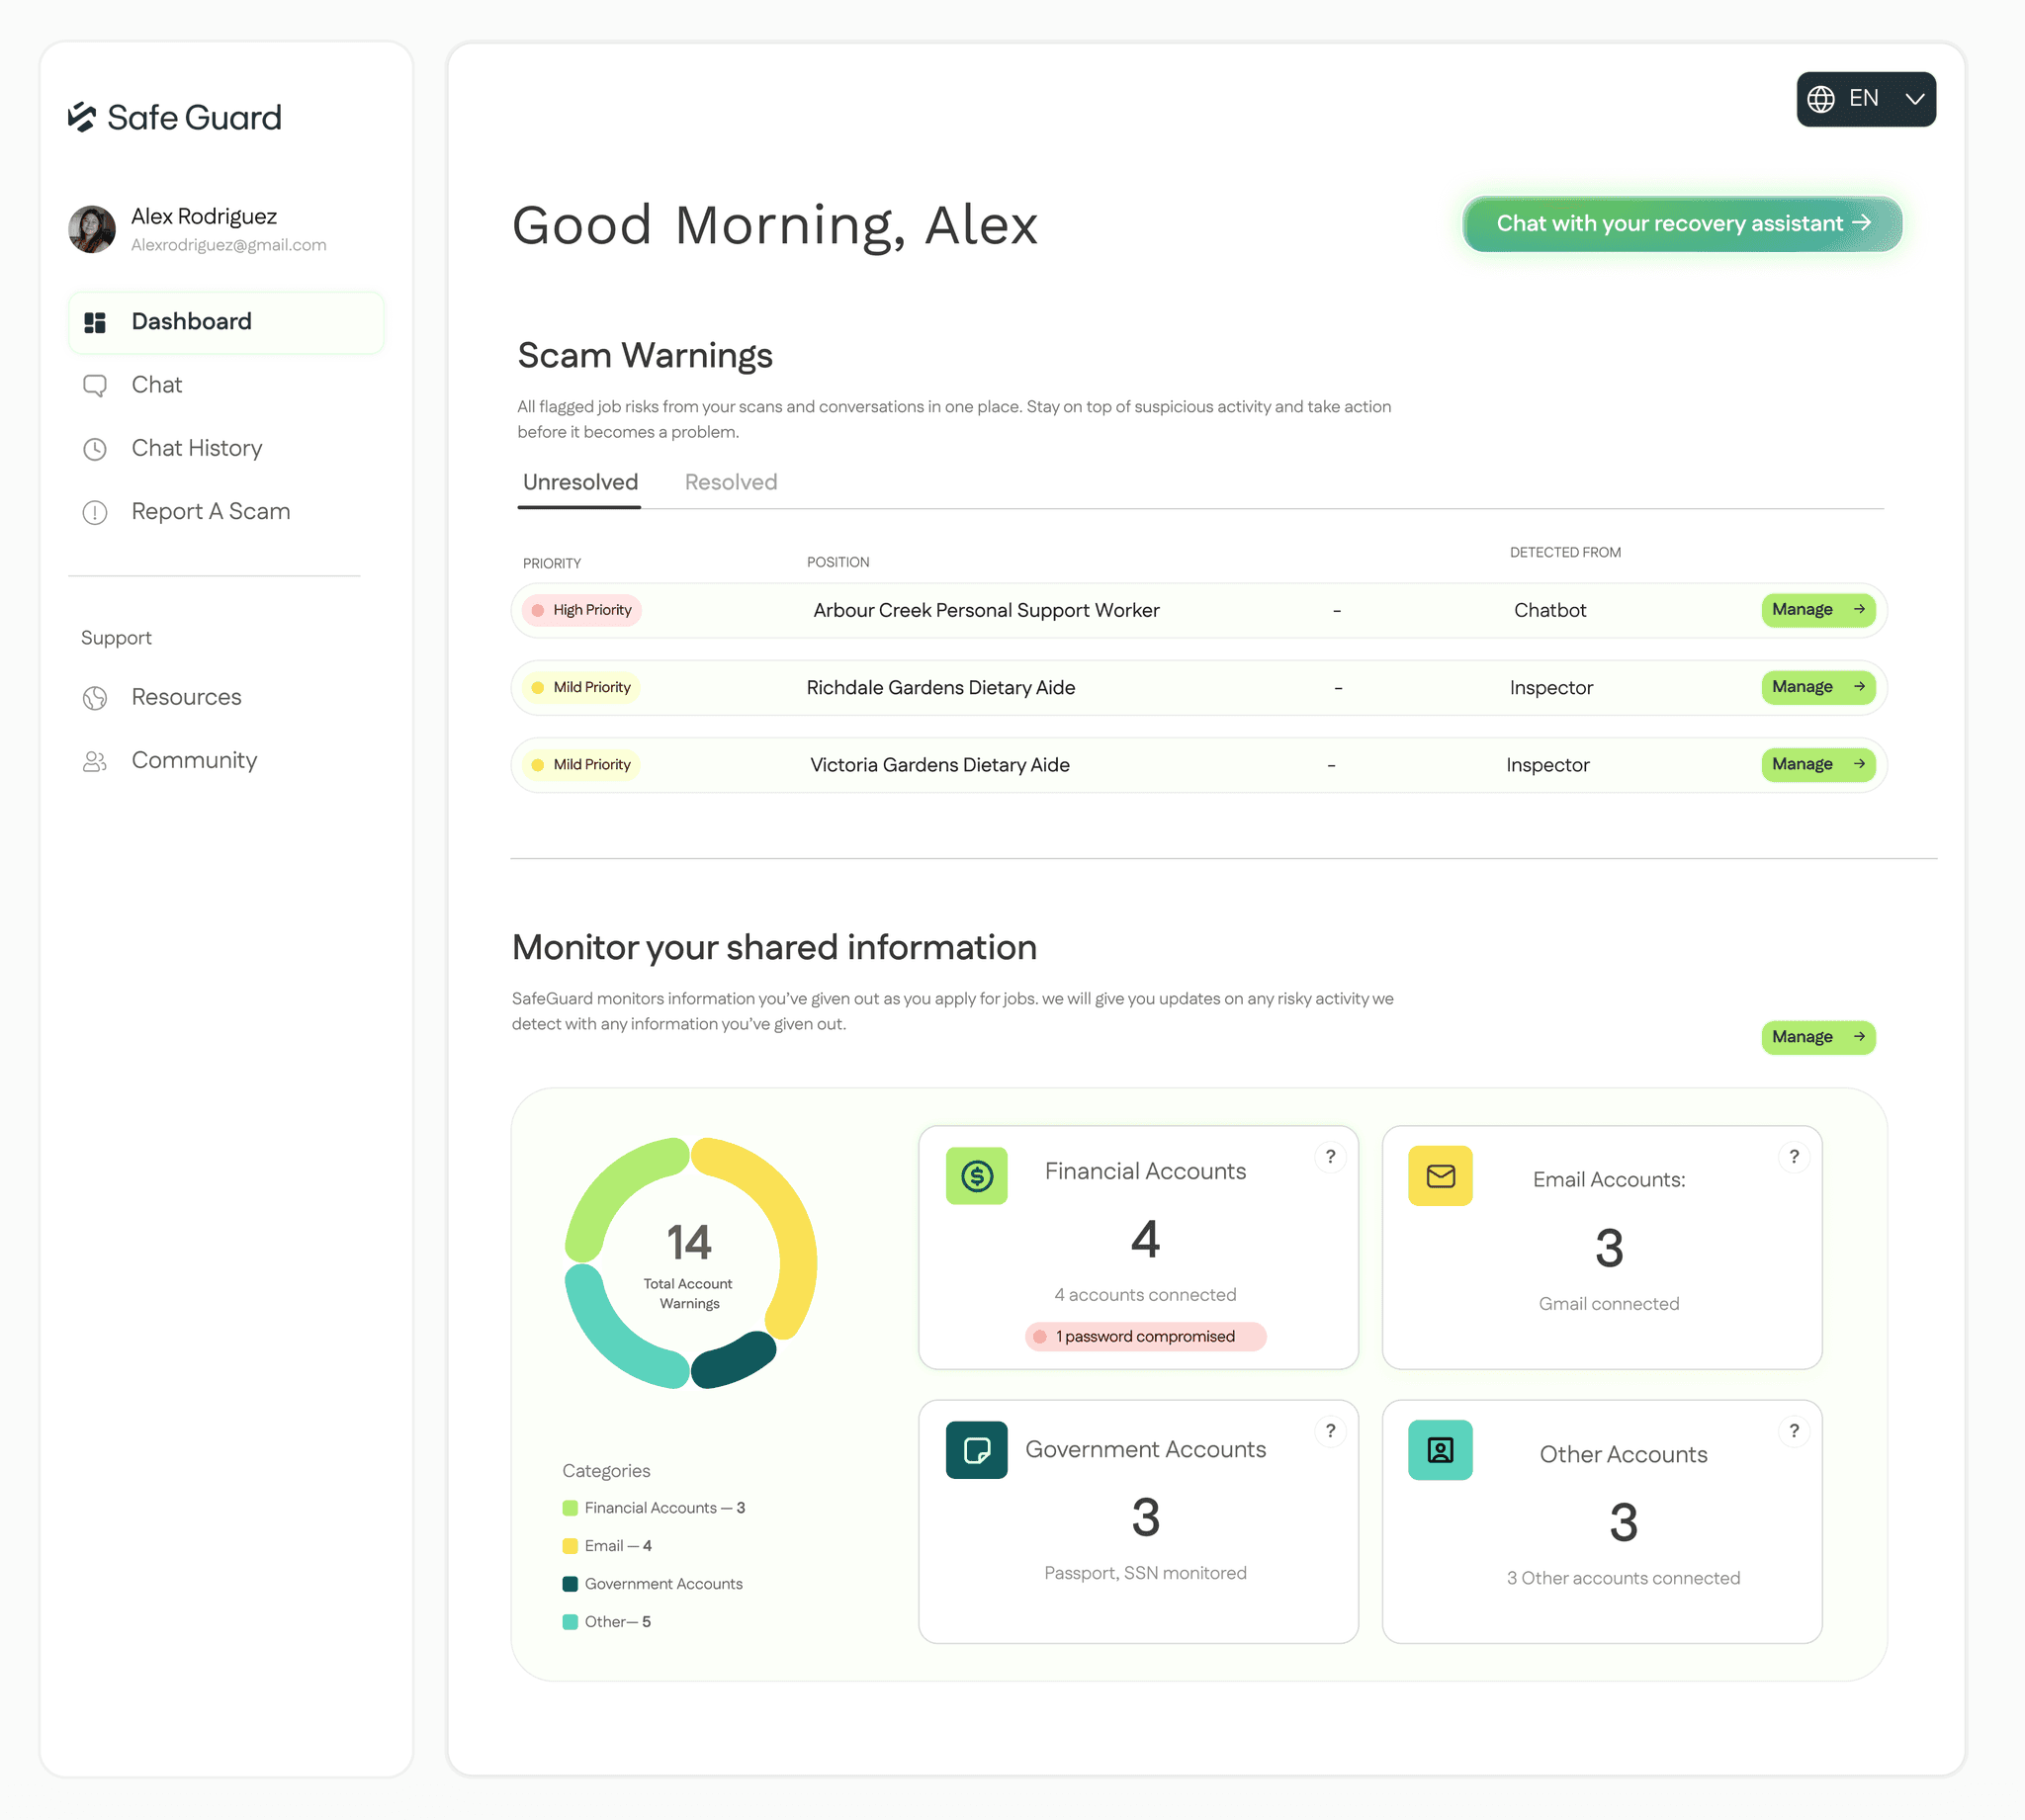 Safe Guard
Alex Rodriguez
Alexrodriguez@gmail.com
Dashboard
Chat
Chat History
Report A Scam
Support
Resources
Community
EN
Good Morning, Alex
Chat with your recovery assistant →
Scam Warnings
All flagged job risks from your scans and conversations in one place. Stay on top of suspicious activity and take action
before it becomes a problem.
Unresolved Resolved
PRIORITY POSITION DETECTED FROM
High Priority Arbour Creek Personal Support Worker - Chatbot Manage →
Mild Priority Richdale Gardens Dietary Aide - Inspector Manage →
Mild Priority Victoria Gardens Dietary Aide - Inspector Manage →
Monitor your shared information
SafeGuard monitors information you’ve given out as you apply for jobs. we will give you updates on any risky activity we
detect with any information you’ve given out.
Manage →
14
Total Account
Warnings
Categories
Financial Accounts — 3
Email — 4
Government Accounts
Other— 5
Financial Accounts ?
4
4 accounts connected
1 password compromised
Email Accounts: ?
3
Gmail connected
Government Accounts ?
3
Passport, SSN monitored
Other Accounts ?
3
3 Other accounts connected